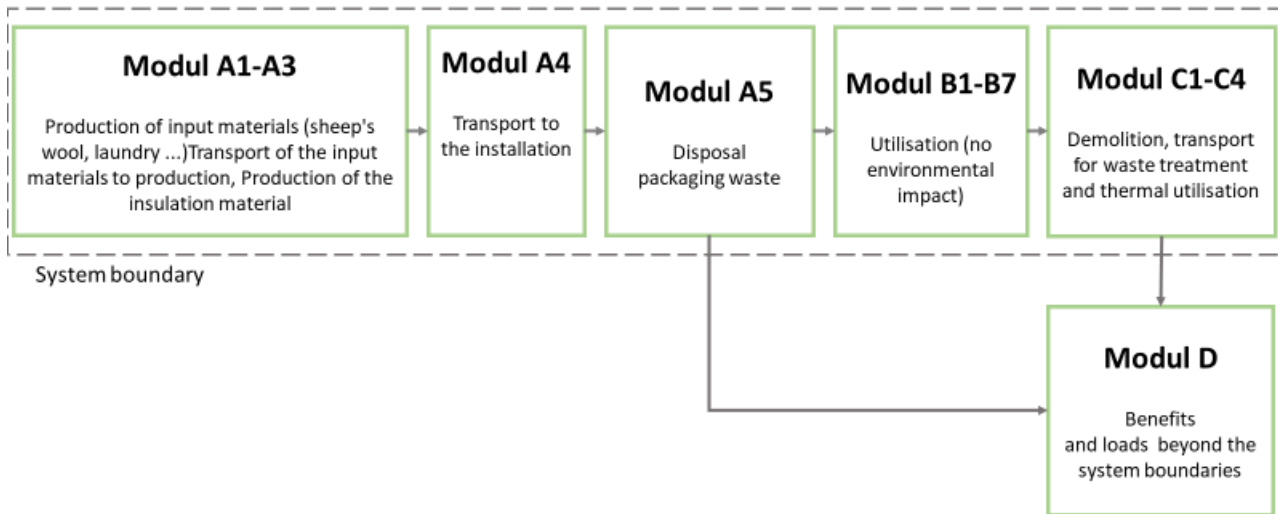 Modul A1-A3
Production of input materials (sheep's
wool, laundry ...)Transport of the input
materials to production, Production of the
insulation material
Modul A4
Transport to
the installation
Modul A5
Disposal
packaging waste
Modul B1-B7
Utilisation (no
environmental
impact)
Modul C1-C4
Demolition, transport
for waste treatment
and thermal utilisation
System boundary
Modul D
Benefits
and loads beyond the
system boundaries